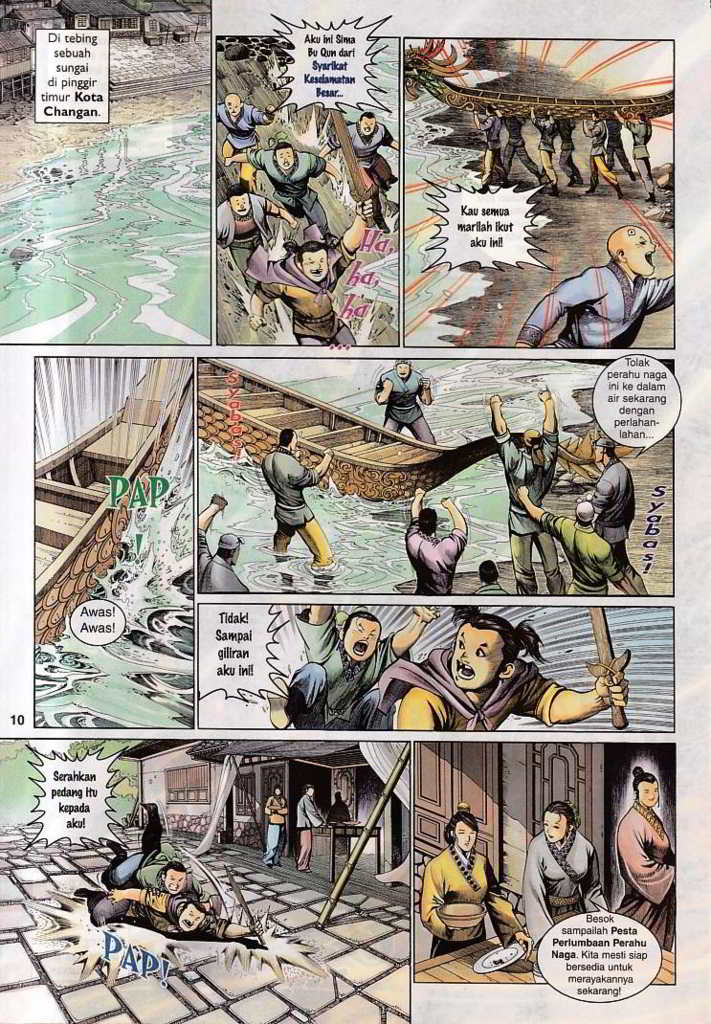 Di tebing
sebuah
sungai
di pinggir
timur Kota
Changan.
Aku ini Sima
Bu Qun dari
Syarikat
Keselamatan
Besar...
Ha,
ha,
ha
...
Kau semua
marilah ikut
aku ini!
PAP
!
Awas!
Awas!
Syabas!
Tolak
perahu naga
ini ke dalam
air sekarang
dengan
perlahan-
lahan...
Syabas!
Tidak!
Sampai
giliran
aku ini!
10
Serahkan
pedang itu
kepada
aku!
PAP!
Besok
sampailah Pesta
Perlumbaan Perahu
Naga. Kita mesti siap
bersedia untuk
merayakannya
sekarang!